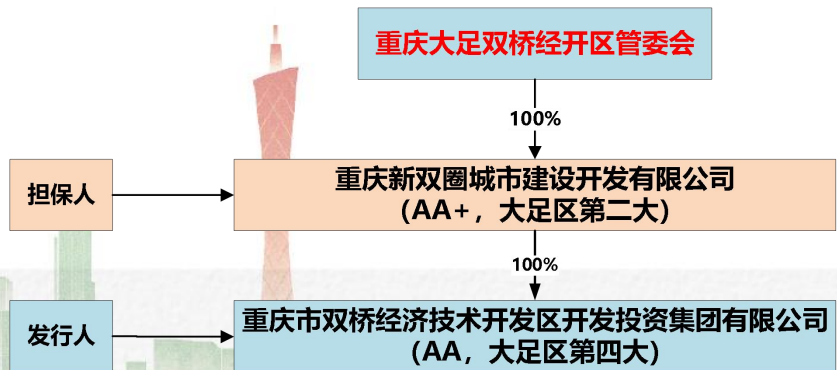 重庆大足双桥经开区管委会
100%
担保人
重庆新双圈城市建设开发有限公司
（AA+，大足区第二大）
100%
发行人
重庆市双桥经济技术开发区开发投资集团有限公司
（AA，大足区第四大）